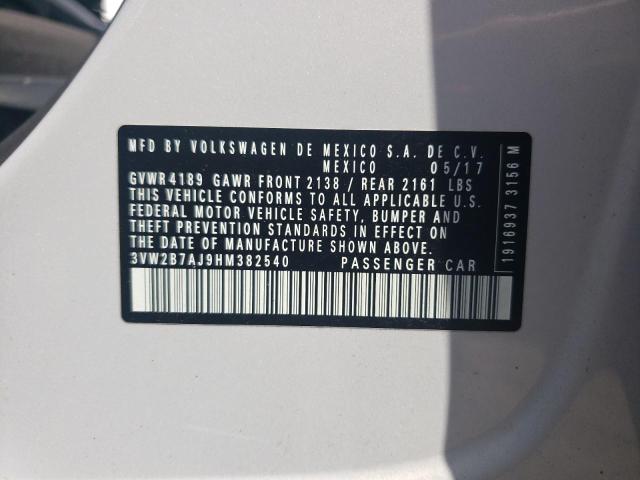 MFD BY VOLKSWAGEN DE MEXICO S.A. DE C.V.
MEXICO 05/17
GVWR 4189 GAWR FRONT 2138 / REAR 2161 LBS
THIS VEHICLE CONFORMS TO ALL APPLICABLE U.S.
FEDERAL MOTOR VEHICLE SAFETY, BUMPER AND
THEFT PREVENTION STANDARDS IN EFFECT ON
THE DATE OF MANUFACTURE SHOWN ABOVE.
3VW2B7AJ9HM382540 PASSENGER CAR
1916937 3156 M